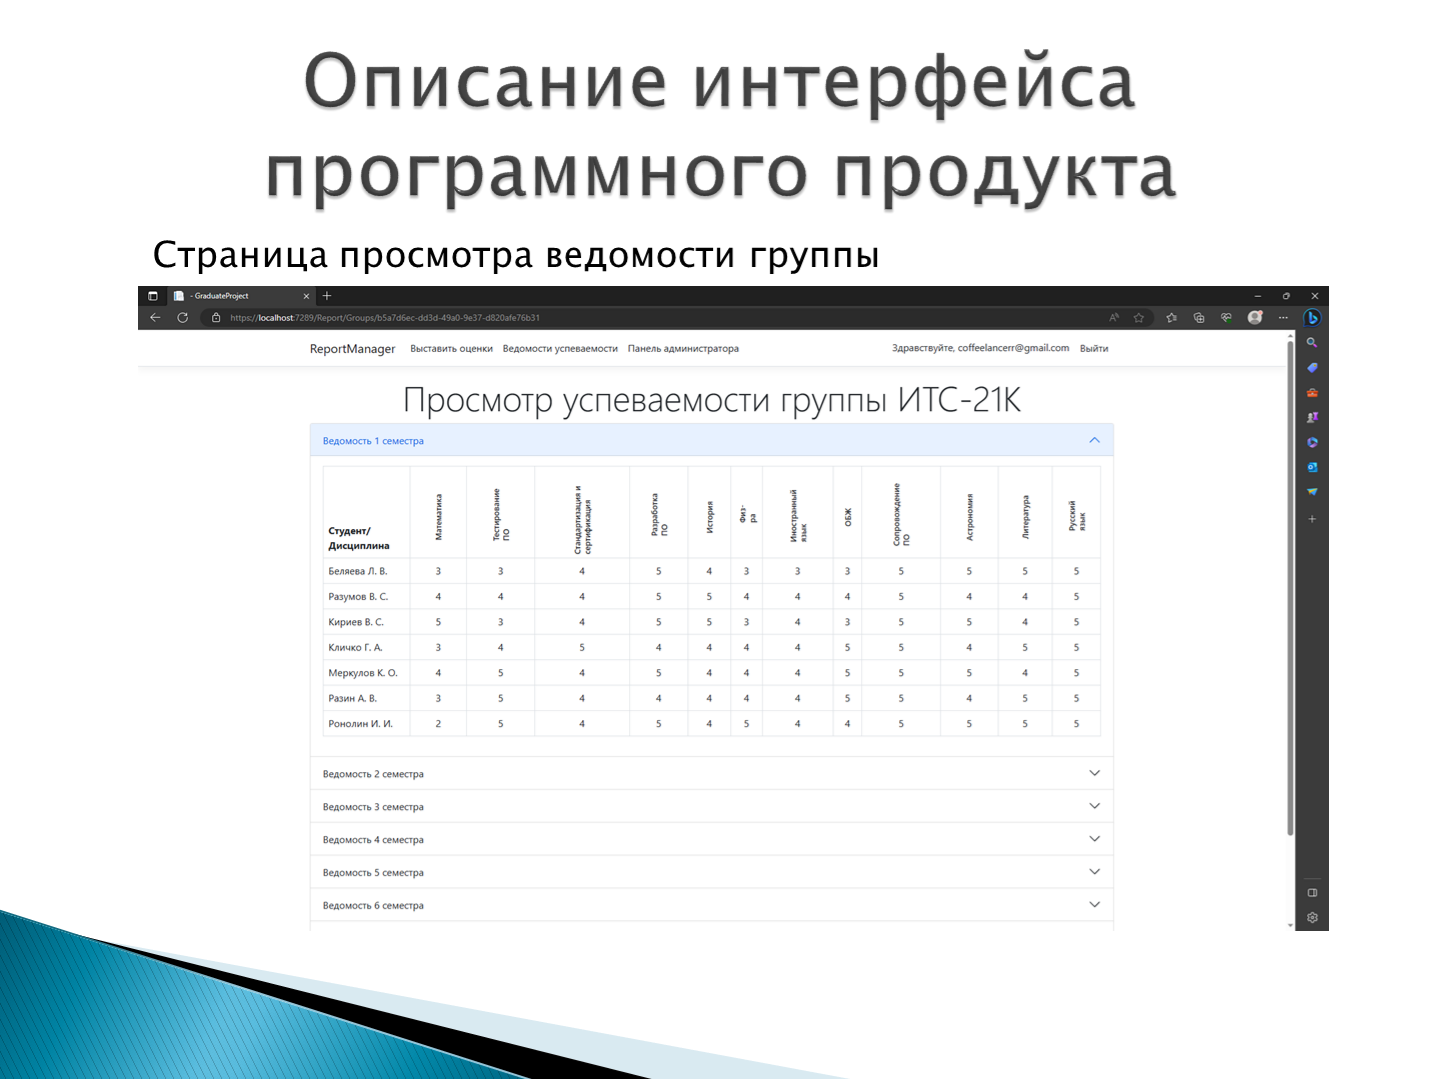 Описание интерфейса
программного продукта
Страница просмотра ведомости группы
- GraduateProject
https://localhost:7289/Report/Groups/b5a7d6ec-dd3d-49a0-9e37-d820afe76b31
ReportManager Выставить оценки Ведомости успеваемости Панель администратора Здравствуйте, coffeelancerr@gmail.com Выйти
Просмотр успеваемости группы ИТС-21К
Ведомость 1 семестра
Студент/
Дисциплина
Математика
Тестирование
ПО
Стандартизация и
сертификация
Разработка
ПО
История
Физ-
ра
Иностранный
язык
ОБЖ
Сопровождение
ПО
Астрономия
Литература
Русский
язык
Беляева Л. В. 3 3 4 5 4 3 3 3 5 5 5 5
Разумов В. С. 4 4 4 5 5 4 4 4 5 4 4 5
Кириев В. С. 5 3 4 5 5 3 4 3 5 5 4 5
Кличко Г. А. 3 4 5 4 4 4 4 5 5 4 5 5
Меркулов К. О. 4 5 4 5 4 4 4 5 5 5 4 5
Разин А. В. 3 5 4 4 4 4 4 5 5 4 5 5
Ронолин И. И. 2 5 4 5 4 5 4 4 5 5 5 5
Ведомость 2 семестра
Ведомость 3 семестра
Ведомость 4 семестра
Ведомость 5 семестра
Ведомость 6 семестра